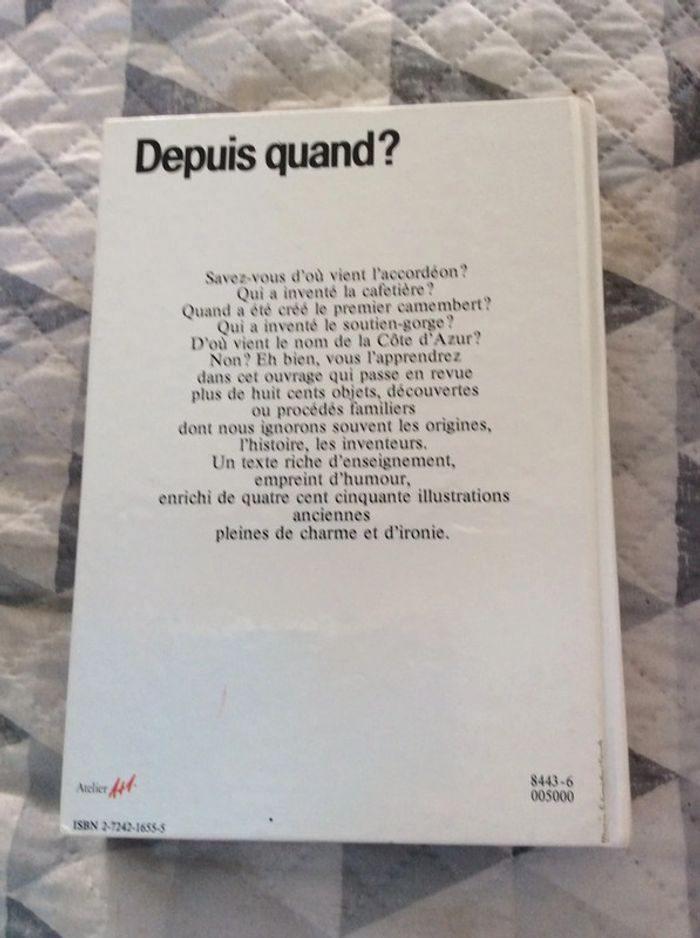 Depuis quand?
Savez-vous d'où vient l'accordéon?
Qui a inventé la cafetière?
Quand a été créé le premier camembert?
Qui a inventé le soutien-gorge?
D'où vient le nom de la Côte d'Azur?
Non? Eh bien, vous l'apprendrez
dans cet ouvrage qui passe en revue
plus de huit cents objets, découvertes
ou procédés familiers
dont nous ignorons souvent les origines,
l'histoire, les inventeurs.
Un texte riche d'enseignement,
empreint d'humour,
enrichi de quatre cent cinquante illustrations
anciennes
pleines de charme et d'ironie.
Atelier
8443-6
005000
ISBN 2-7242-1655-5